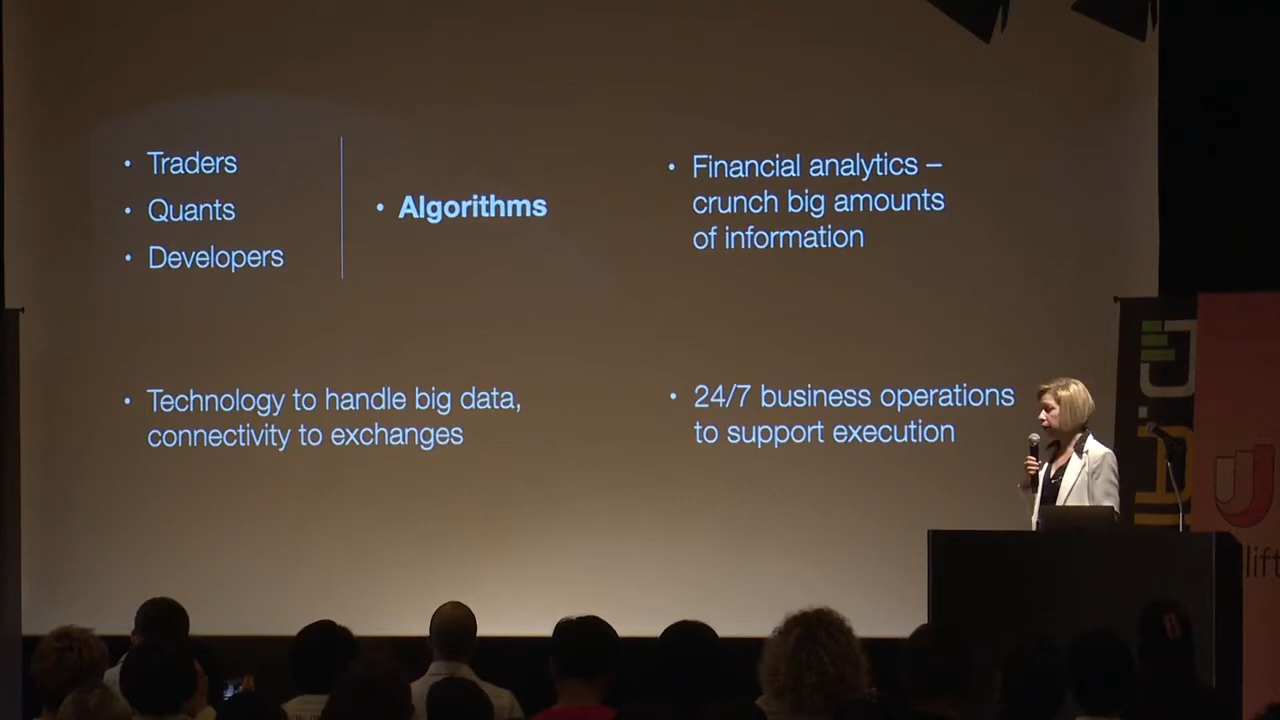 • Traders
• Quants
• Developers
• Algorithms
• Financial analytics –
crunch big amounts
of information
• Technology to handle big data,
connectivity to exchanges
• 24/7 business operations
to support execution
lift